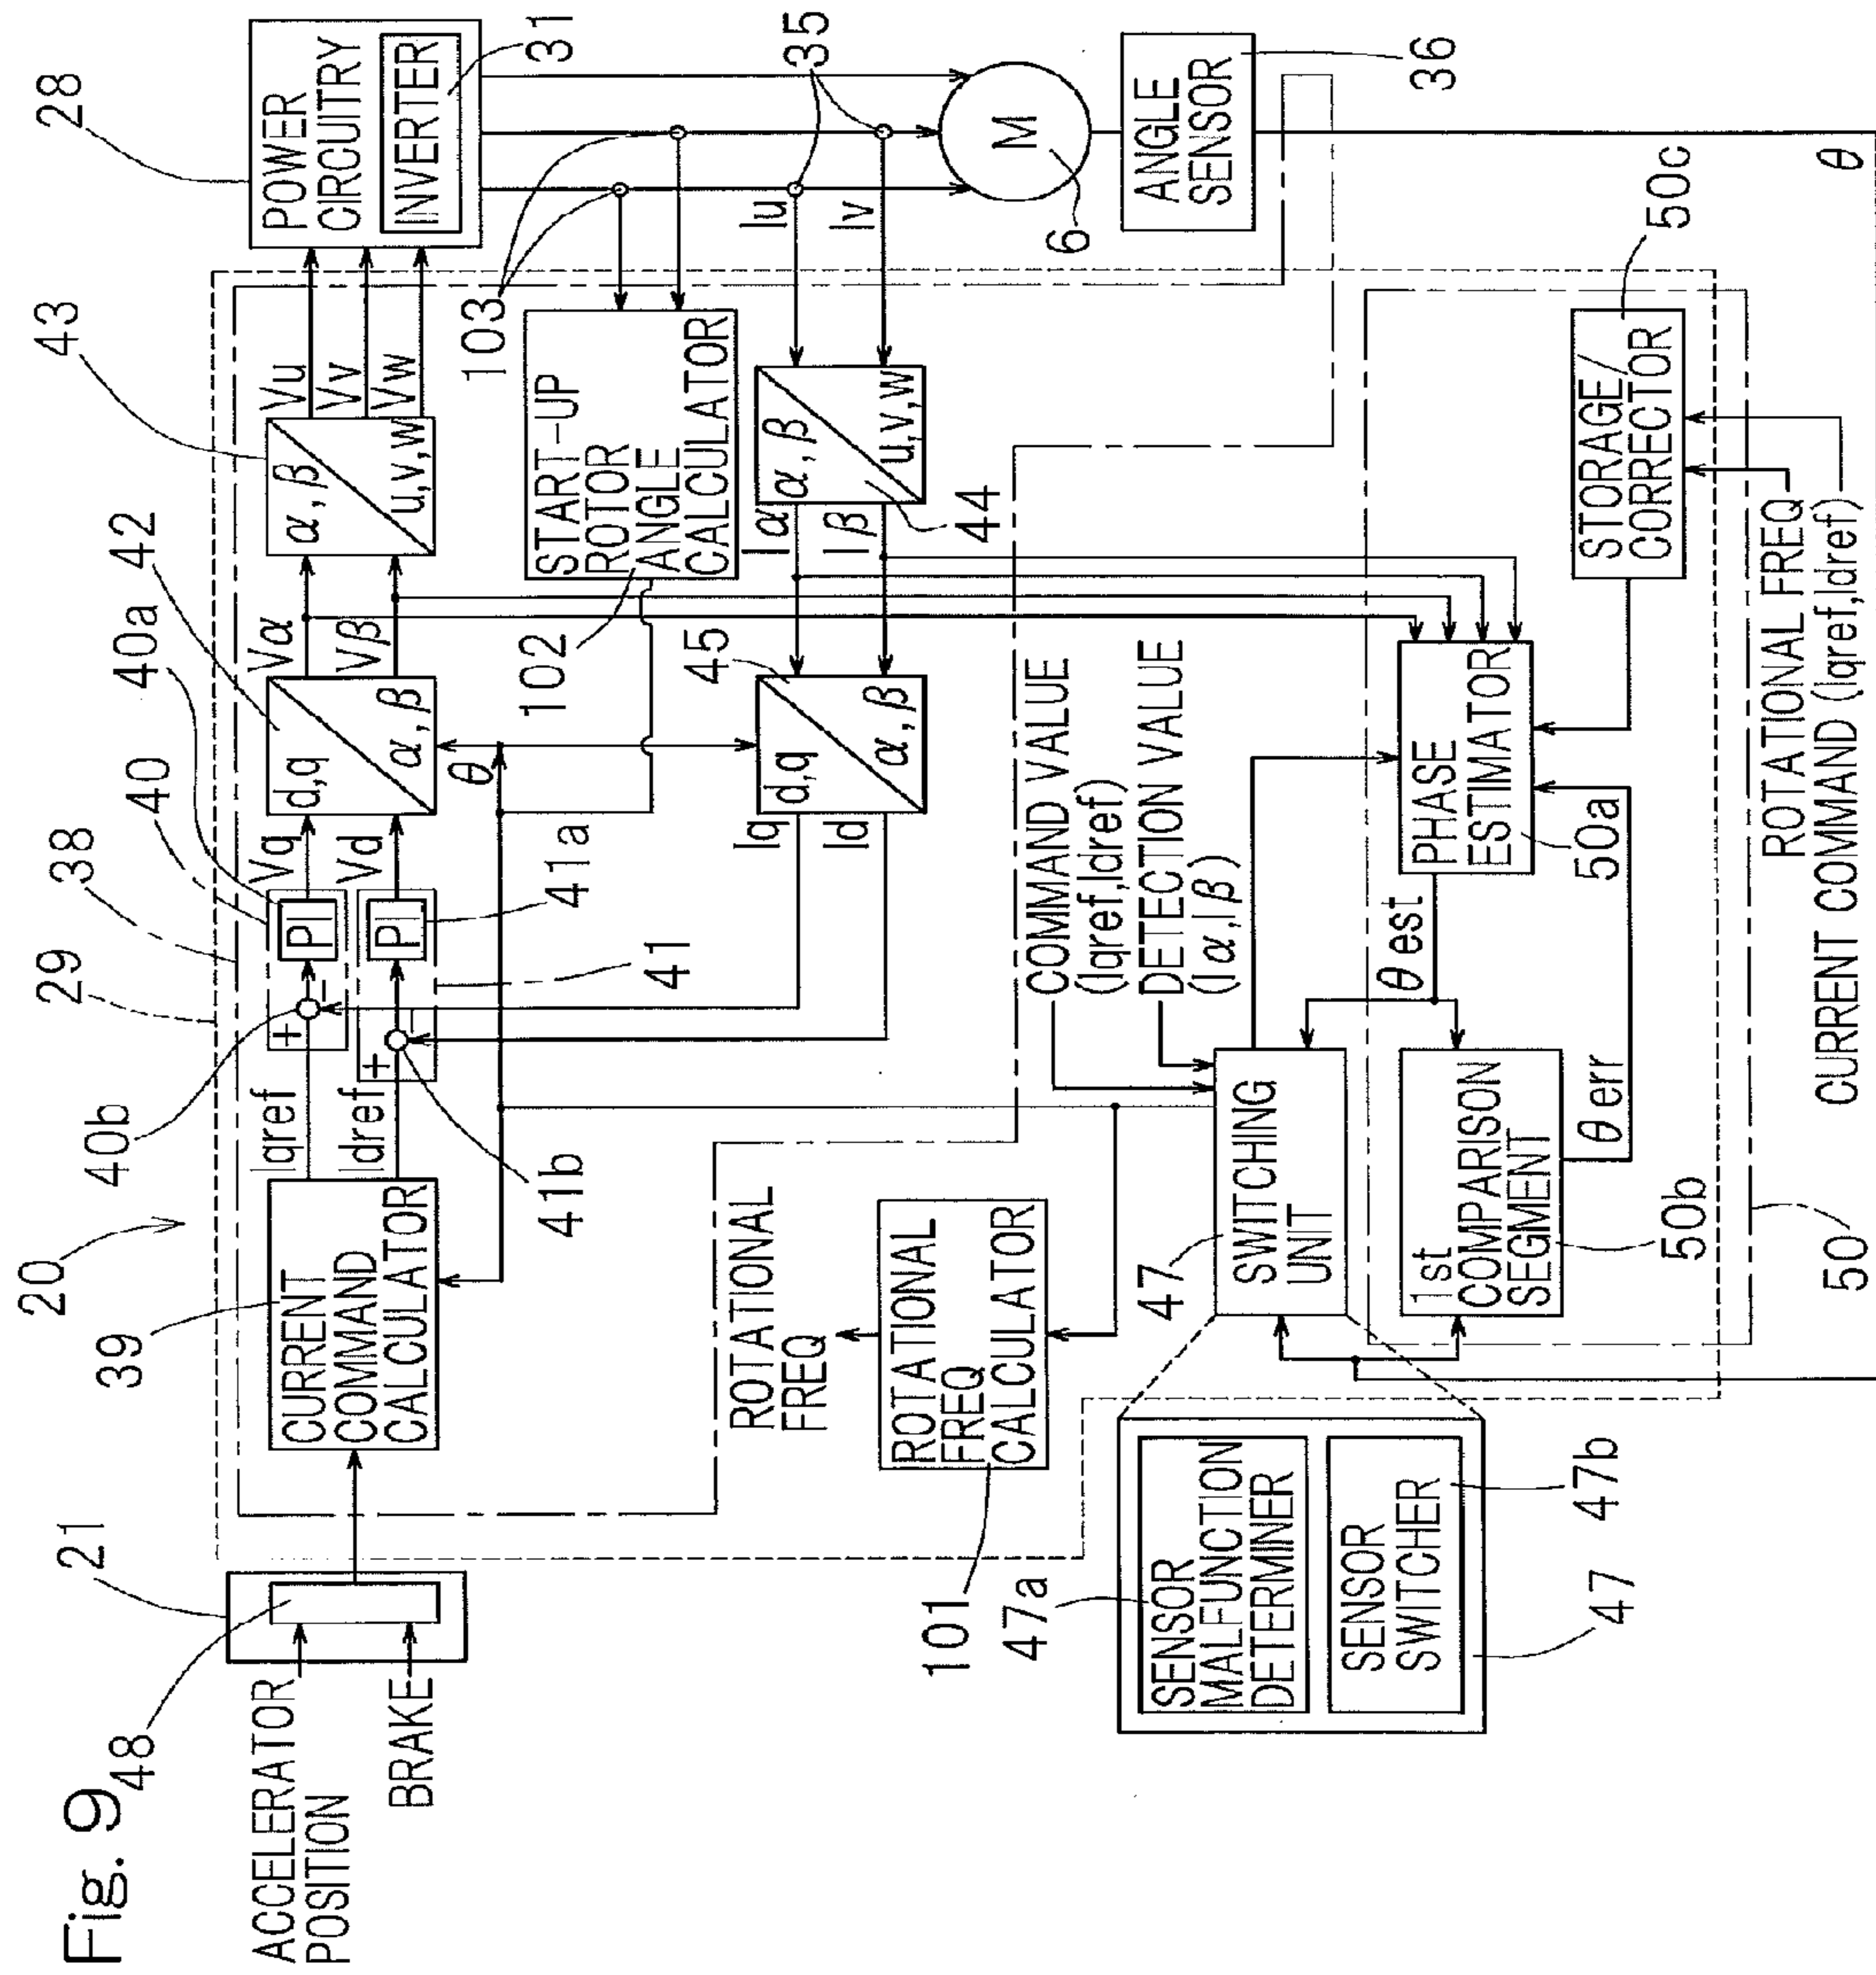 Fig. 9
20
29
38
40
40a
42
43
28
21
48
39
40b
ACCELERATOR
POSITION
BRAKE
CURRENT
COMMAND
CALCULATOR
Iqref
Idref
+
-
+
-
PI
PI
41b
41
41a
Vq
Vd
d,q
α,β
Vα
Vβ
α,β
u,v,w
Vu
Vv
Vw
POWER
CIRCUITRY
INVERTER
31
θ
102
START-UP
ROTOR
ANGLE
CALCULATOR
103
35
Iq
Id
45
d,q
α,β
Iα
Iβ
α,β
u,v,w
44
Iu
Iv
M
6
ANGLE
SENSOR
36
ROTATIONAL
FREQ
ROTATIONAL
FREQ
CALCULATOR
101
COMMAND VALUE
(Iqref,Idref)
DETECTION VALUE
(Iα,Iβ)
47
SWITCHING
UNIT
47a
SENSOR
MALFUNCTION
DETERMINER
SENSOR
SWITCHER
47b
47
θest
PHASE
ESTIMATOR
50a
1st
COMPARISON
SEGMENT
50b
θerr
STORAGE/
CORRECTOR
50c
50
ROTATIONAL FREQ
CURRENT COMMAND (Iqref,Idref)
θ